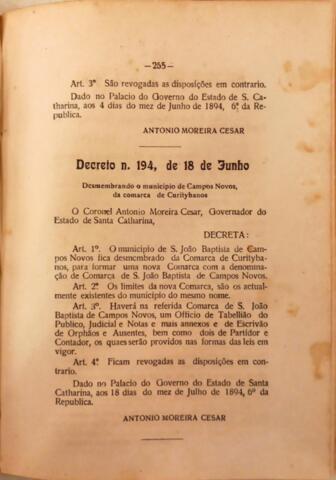 —255—
Art. 3º São revogadas as disposições em contrario.
Dado no Palacio do Governo do Estado de S. Ca-
tharina, aos 4 dias do mez de Junho de 1894, 6º da Re-
publica.
ANTONIO MOREIRA CESAR
Decreto n. 194, de 18 de Junho
Desmembrando o municipio de Campos Novos,
da comarca de Curitybanos
O Coronel Antonio Moreira Cesar, Governador do
Estado de Santa Catharina,
DECRETA:
Art. 1º. O municipio de S. João Baptista de Cam-
pos Novos fica desmembrado da Comarca de Curityba-
nos, para formar uma nova Comarca com a denomina-
ção de Comarca de S. João Baptista de Campos Novos.
Art. 2º Os limites da nova Comarca, são os actual-
mente existentes do municipio do mesmo nome.
Art. 3º. Haverá na referida Comarca de S. João
Baptista de Campos Novos, um Officio de Tabellião do
Publico, Judicial e Notas e mais annexos e de Escrivão
de Orphãos e Ausentes, bem como dois de Partidor e
Contador, os quaes serão providos nas formas das leis em
vigor.
Art. 4º Ficam revogadas as disposições em con-
trario.
Dado no Palacio do Governo do Estado de Santa
Catharina, aos 18 dias do mez de Julho de 1894, 6º da
Republica.
ANTONIO MOREIRA CESAR